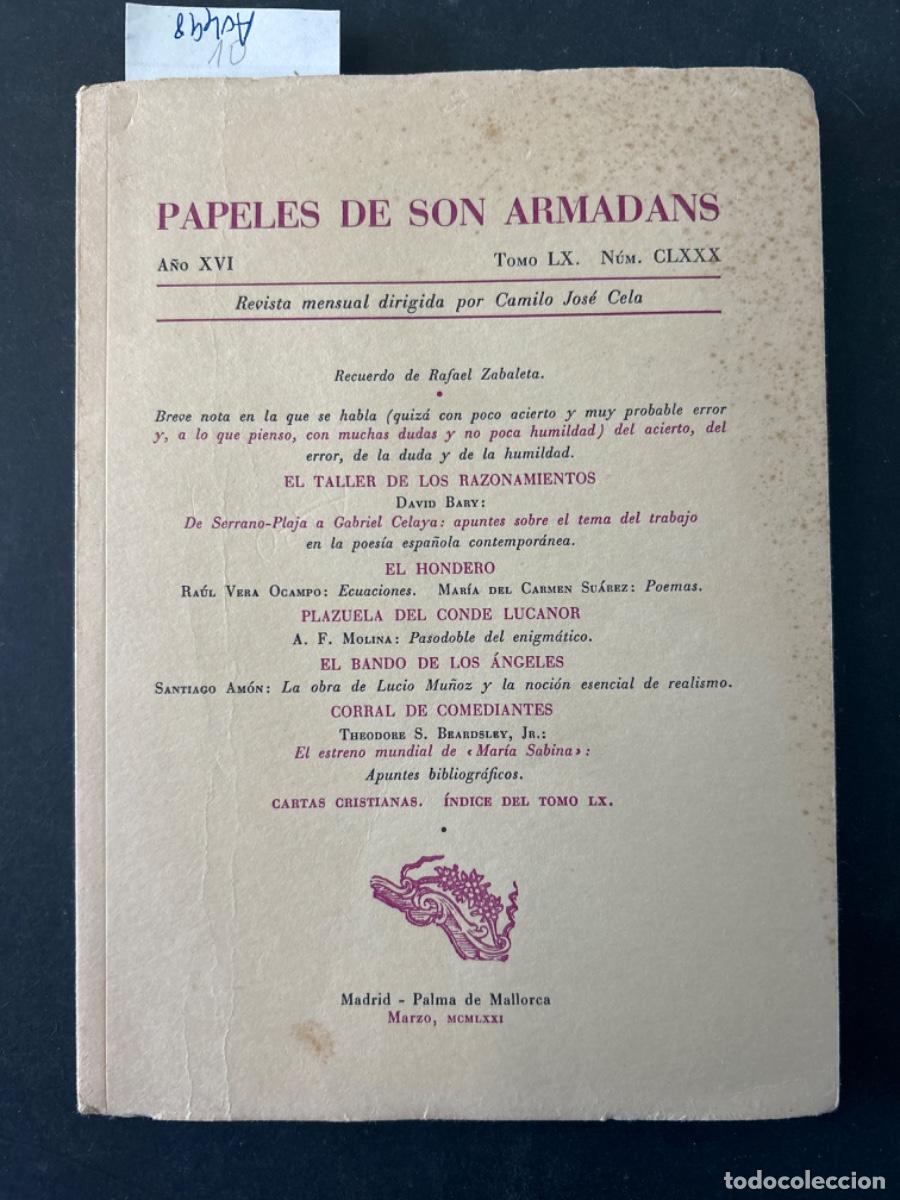 A0498
10
PAPELES DE SON ARMADANS
Año XVI Tomo LX. Núm. CLXXX
Revista mensual dirigida por Camilo José Cela
Recuerdo de Rafael Zabaleta.
Breve nota en la que se habla (quizá con poco acierto y muy probable error
y, a lo que pienso, con muchas dudas y no poca humildad) del acierto, del
error, de la duda y de la humildad.
EL TALLER DE LOS RAZONAMIENTOS
David Bary:
De Serrano-Plaja a Gabriel Celaya: apuntes sobre el tema del trabajo
en la poesía española contemporánea.
EL HONDERO
Raúl Vera Ocampo: Ecuaciones. María del Carmen Suárez: Poemas.
PLAZUELA DEL CONDE LUCANOR
A. F. Molina: Pasodoble del enigmático.
EL BANDO DE LOS ÁNGELES
Santiago Amón: La obra de Lucio Muñoz y la noción esencial de realismo.
CORRAL DE COMEDIANTES
Theodore S. Beardsley, Jr.:
El estreno mundial de «María Sabina»:
Apuntes bibliográficos.
CARTAS CRISTIANAS. ÍNDICE DEL TOMO LX.
Madrid - Palma de Mallorca
Marzo, MCMLXXI
todocoleccion